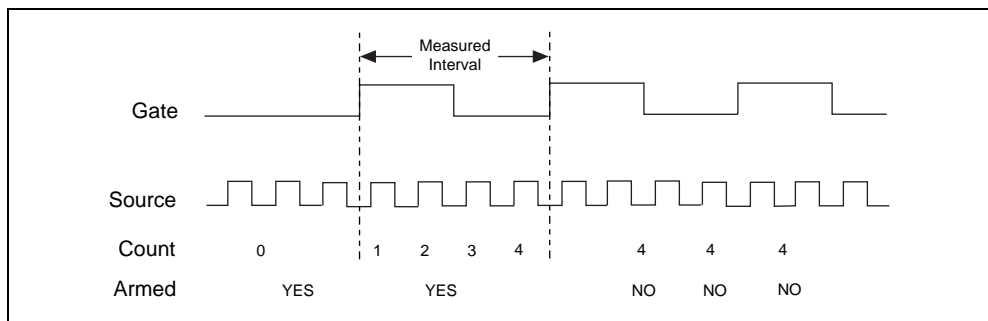 Measured
Interval
Gate
Source
Count 0 1 2 3 4 4 4 4
Armed YES YES NO NO NO